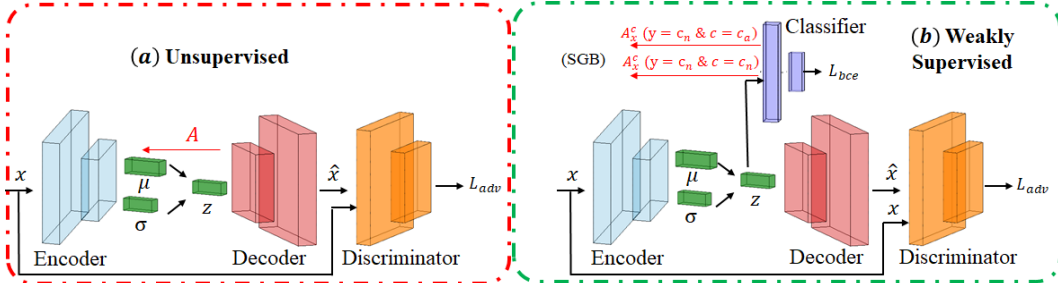 (a) Unsupervised
A
x
μ
σ
z
x̂
L_adv
Encoder
Decoder
Discriminator
Classifier
(b) Weakly
Supervised
(SGB)
A_x^c (y = c_n & c = c_a)
A_x^c (y = c_n & c = c_n)
L_bce
x
μ
σ
z
x̂
x
L_adv
Encoder
Decoder
Discriminator